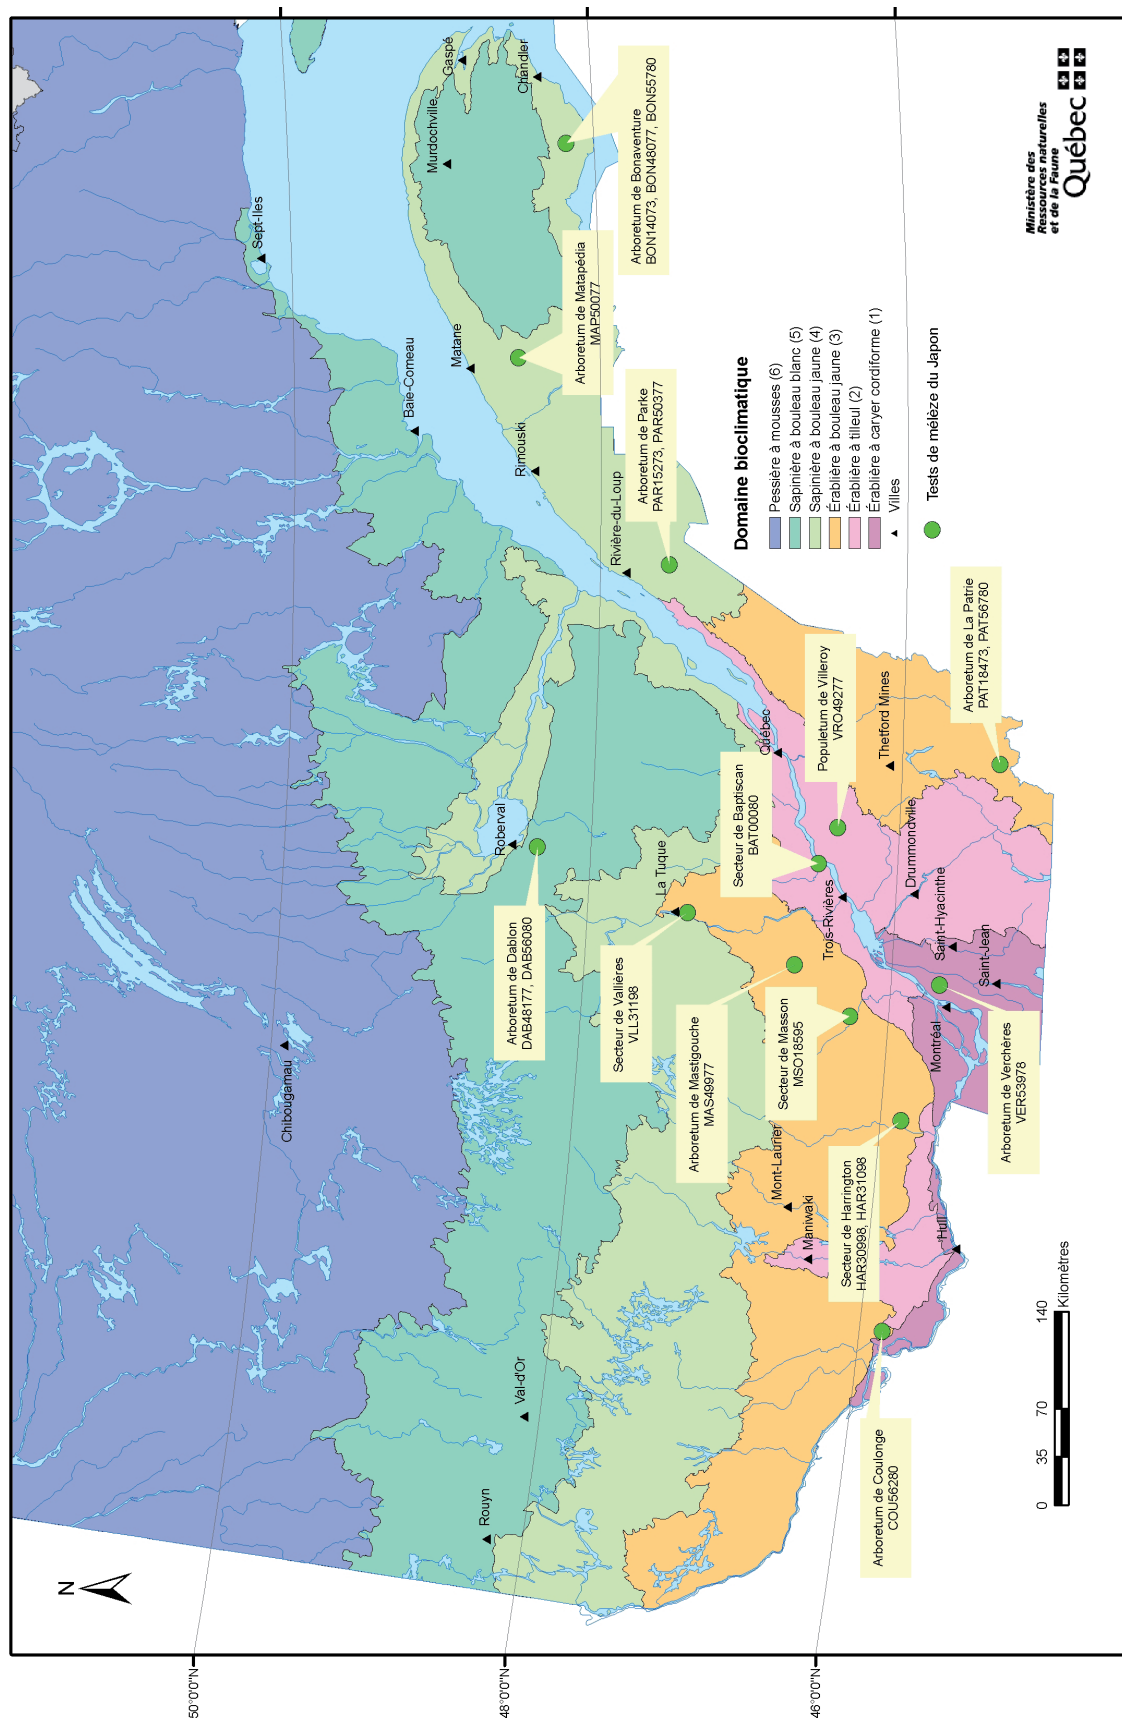 N
50°0'0"N
48°0'0"N
46°0'0"N
Sept-Iles
Baie-Comeau
Gaspé
Murdochville
Chandler
Matane
Rimouski
Rivière-du-Loup
Chibougamau
Roberval
La Tuque
Québec
Thetford Mines
Trois-Rivières
Drummondville
Saint-Hyacinthe
Saint-Jean
Montréal
Mont-Laurier
Maniwaki
Hull
Val-d'Or
Rouyn
Arboretum de Bonaventure
BON14073, BON48077, BON55780
Arboretum de Matapédia
MAP50077
Arboretum de Parke
PAR15273, PAR50377
Arboretum de La Patrie
PAT18473, PAT56780
Populetum de Villeroy
VRO49277
Secteur de Baptiscan
BAT00080
Arboretum de Dablon
DAB48177, DAB56080
Secteur de Vallières
VLL31198
Arboretum de Mastigouche
MAS49977
Secteur de Masson
MSO18595
Arboretum de Verchères
VER53978
Secteur de Harrington
HAR30998, HAR31098
Arboretum de Coulonge
COU56280
Domaine bioclimatique
Pessière à mousses (6)
Sapinière à bouleau blanc (5)
Sapinière à bouleau jaune (4)
Érablière à bouleau jaune (3)
Érablière à tilleul (2)
Érablière à caryer cordiforme (1)
Villes
Tests de mélèze du Japon
0 35 70 140
Kilomètres
Ministère des
Ressources naturelles
et de la Faune
Québec